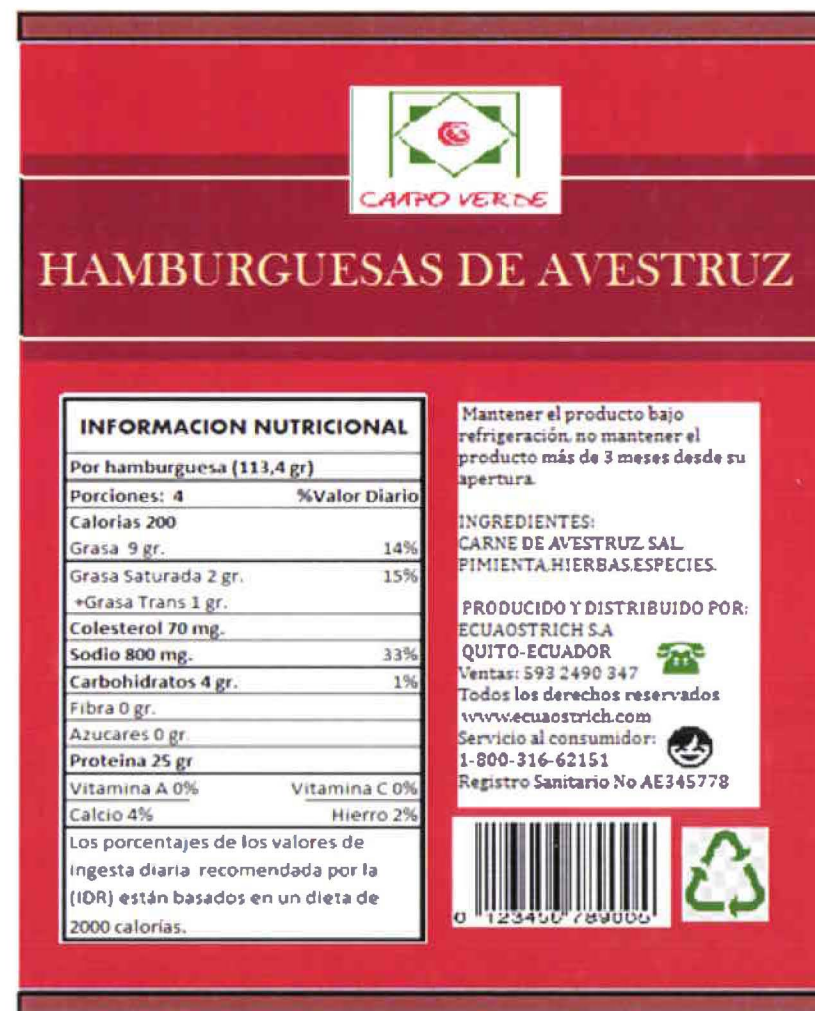 CAMPO VERDE
HAMBURGUESAS DE AVESTRUZ
INFORMACION NUTRICIONAL
Por hamburguesa (113,4 gr)
Porciones: 4 %Valor Diario
Calorias 200
Grasa 9 gr. 14%
Grasa Saturada 2 gr. 15%
+Grasa Trans 1 gr.
Colesterol 70 mg.
Sodio 800 mg. 33%
Carbohidratos 4 gr. 1%
Fibra 0 gr.
Azucares 0 gr.
Proteina 25 gr
Vitamina A 0% Vitamina C 0%
Calcio 4% Hierro 2%
Los porcentajes de los valores de
ingesta diaria recomendada por la
(IDR) están basados en un dieta de
2000 calorías.
Mantener el producto bajo
refrigeración, no mantener el
producto más de 3 meses desde su
apertura.
INGREDIENTES:
CARNE DE AVESTRUZ, SAL,
PIMIENTA,HIERBAS,ESPECIES.
PRODUCIDO Y DISTRIBUIDO POR:
ECUAOSTRICH S.A
QUITO-ECUADOR
Ventas: 593 2490 347
Todos los derechos reservados
www.ecuaostrich.com
Servicio al consumidor:
1-800-316-62151
Registro Sanitario No AE345778
0 123456 789005